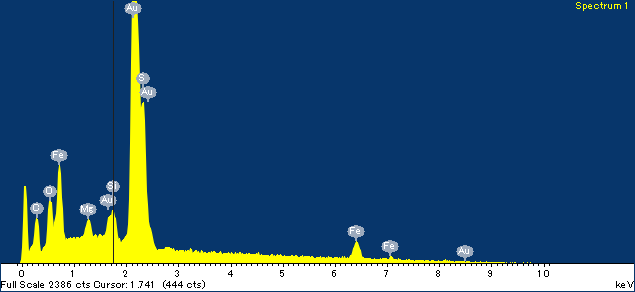 Spectrum 1
Au
S
Au
Fe
O
C
Mg
Si
Au
Fe
Fe
Au
0 1 2 3 4 5 6 7 8 9 10
Full Scale 2386 cts Cursor: 1.741 (444 cts) keV